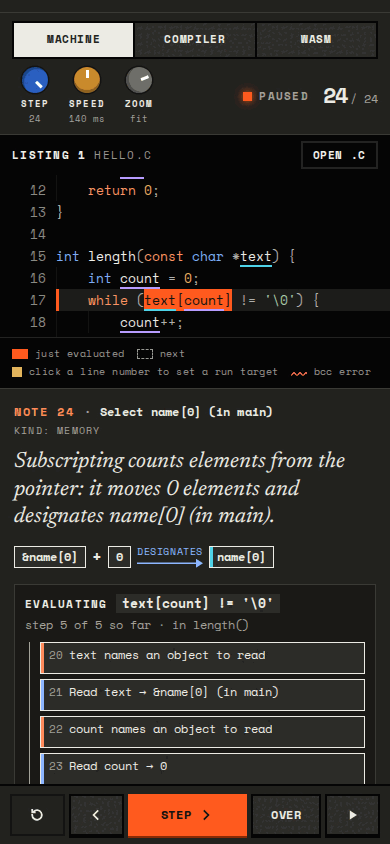 MACHINE COMPILER WASM
STEP SPEED ZOOM
24 140 ms fit
PAUSED 24 / 24
LISTING 1 HELLO.C OPEN .C
12 return 0;
13 }
14
15 int length(const char *text) {
16 int count = 0;
17 while (text[count] != '\0') {
18 count++;
just evaluated next
click a line number to set a run target bcc error
NOTE 24 · Select name[0] (in main)
KIND: MEMORY
Subscripting counts elements from the
pointer: it moves 0 elements and
designates name[0] (in main).
&name[0] + 0 DESIGNATES name[0]
EVALUATING text[count] != '\0'
step 5 of 5 so far · in length()
20 text names an object to read
21 Read text → &name[0] (in main)
22 count names an object to read
23 Read count → 0
STEP OVER